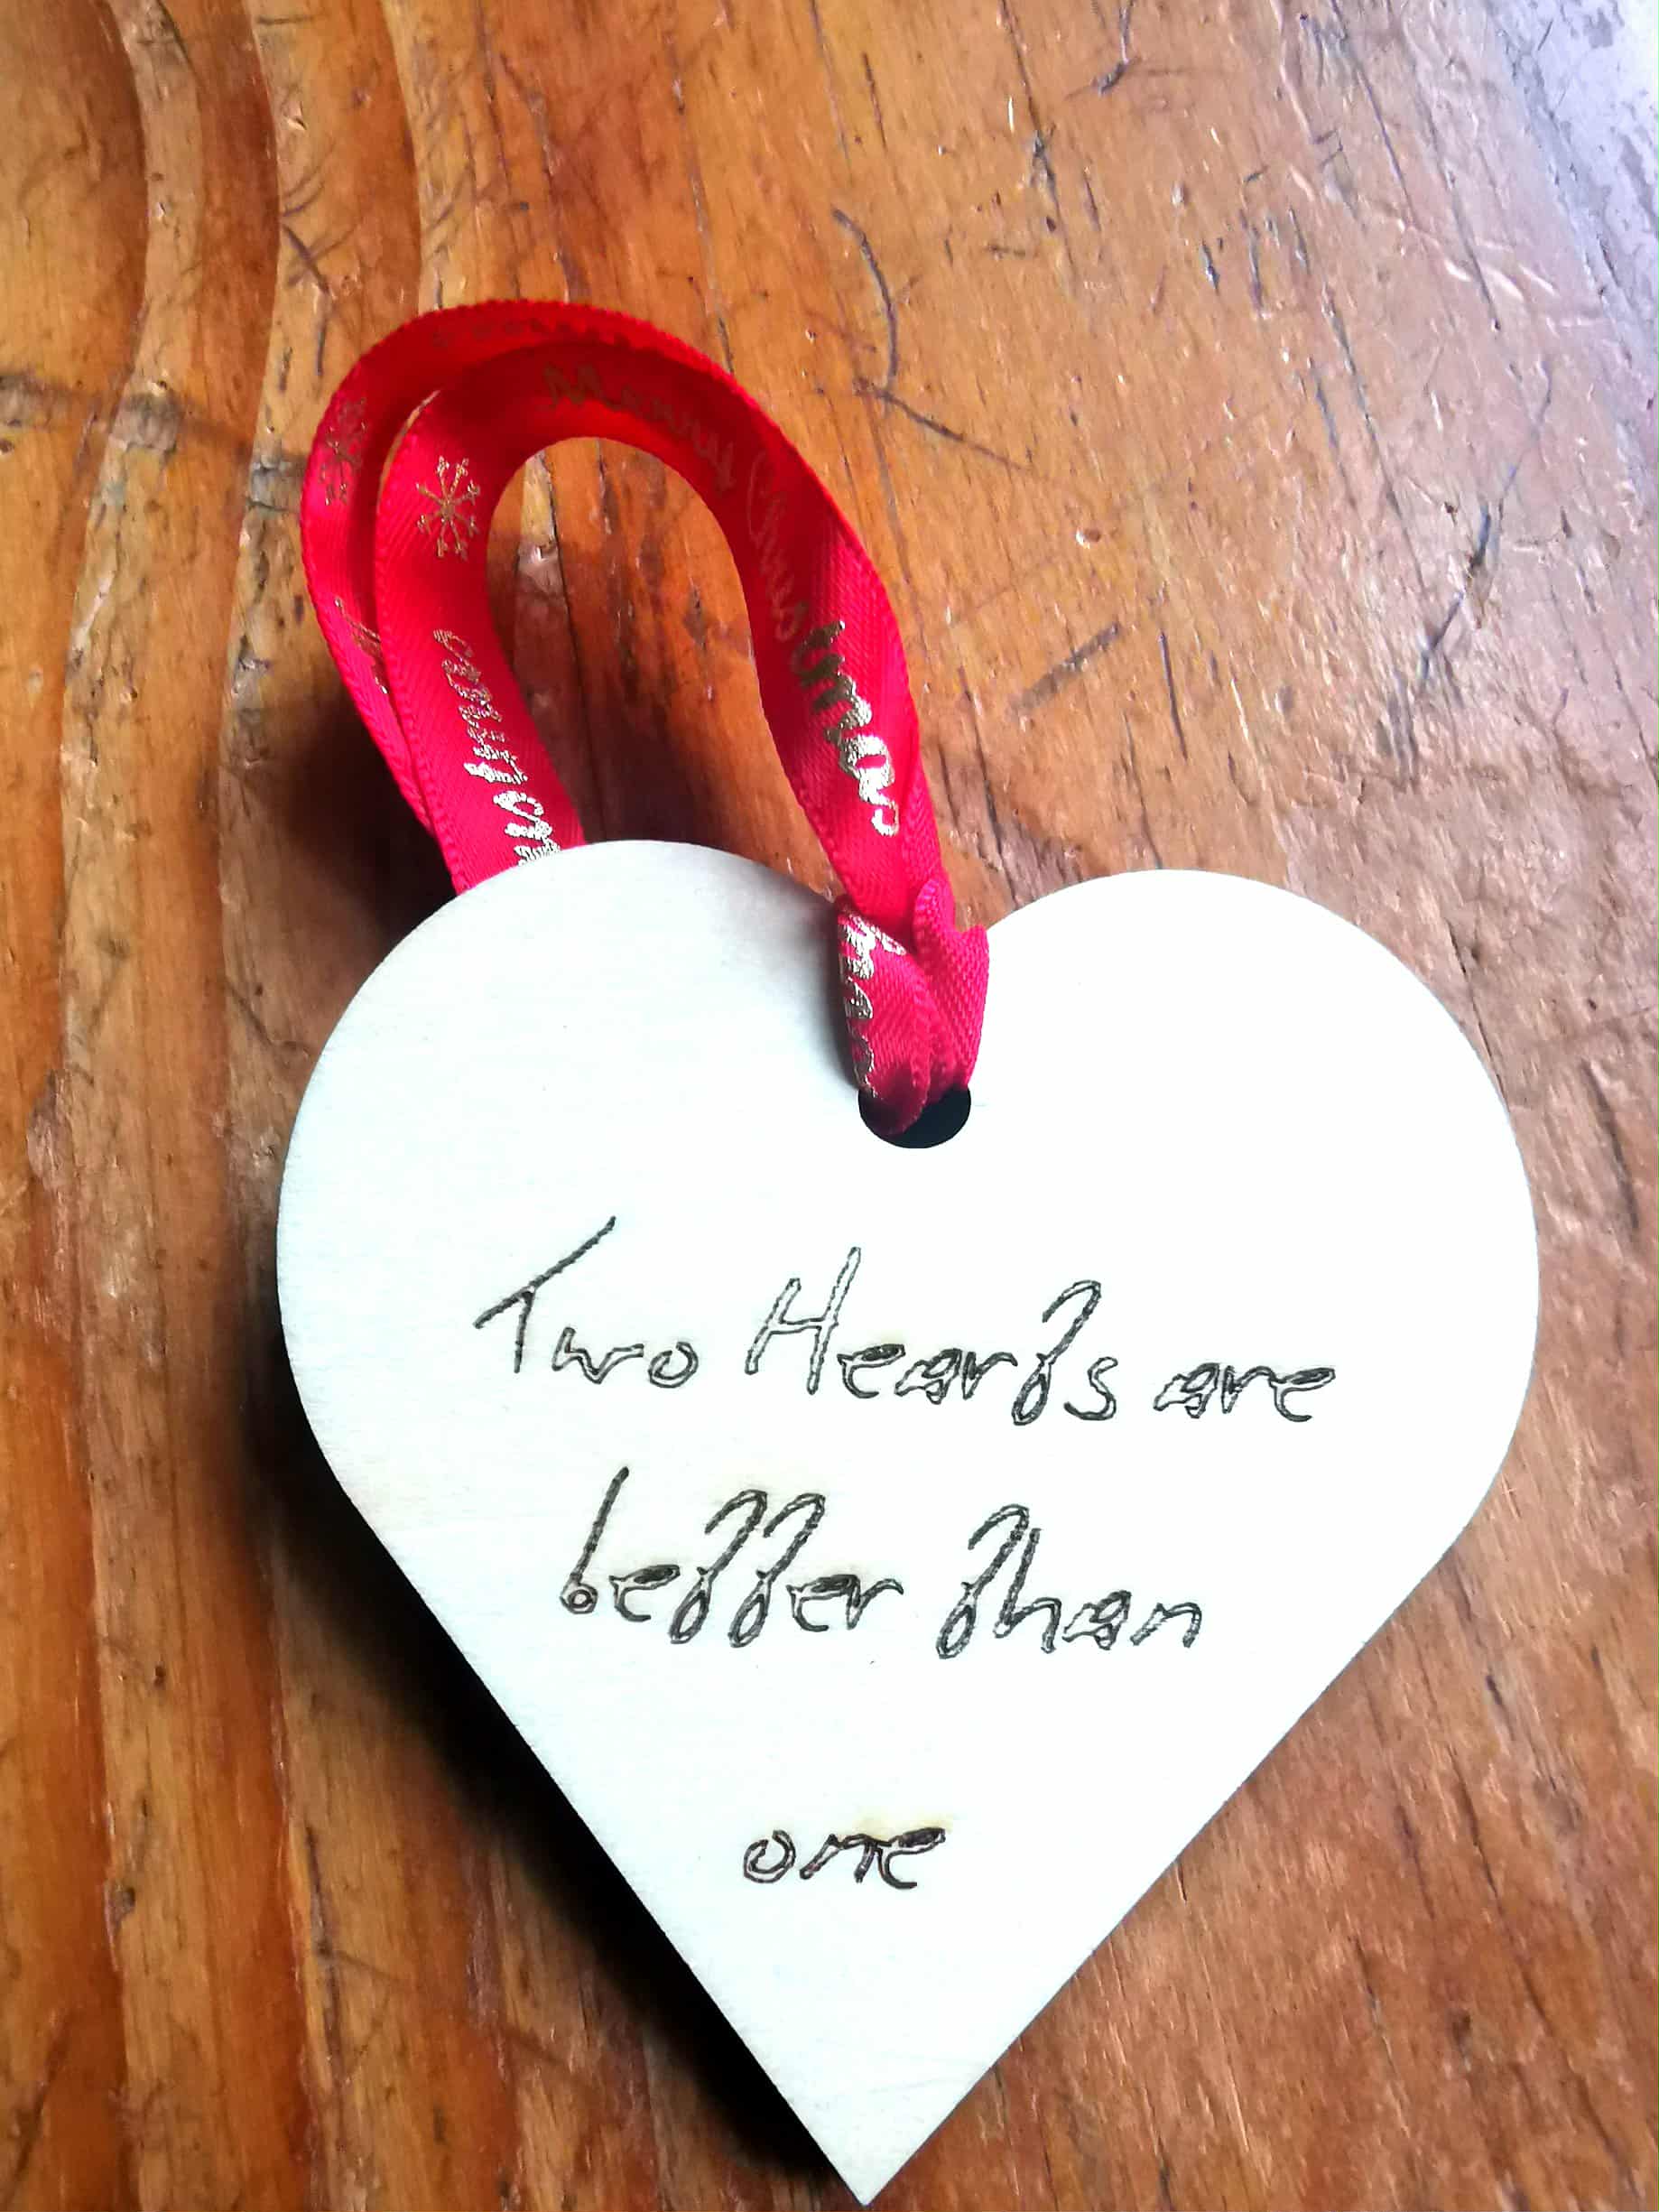 Merry Christmas
Two Hearts are
better than
one